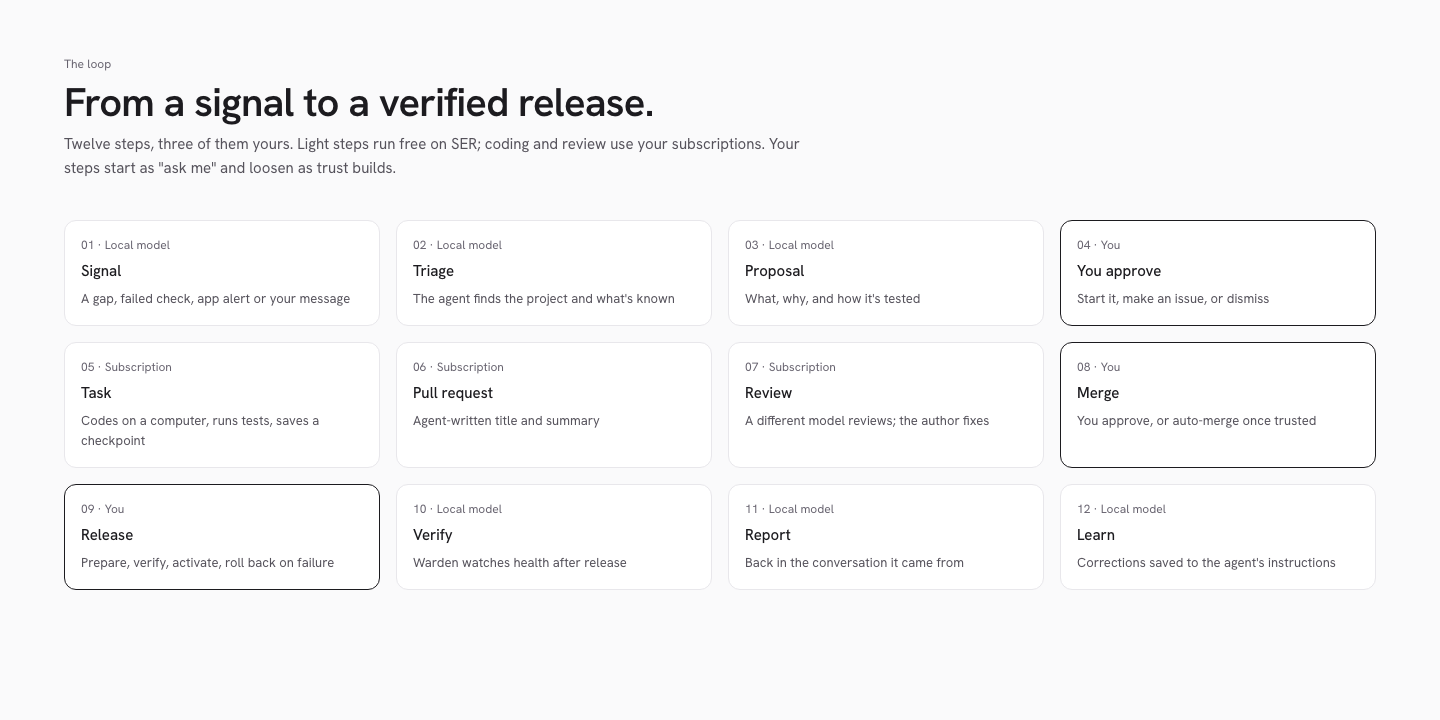 The loop
From a signal to a verified release.
Twelve steps, three of them yours. Light steps run free on SER; coding and review use your subscriptions. Your
steps start as "ask me" and loosen as trust builds.
01 · Local model
Signal
A gap, failed check, app alert or your message
02 · Local model
Triage
The agent finds the project and what's known
03 · Local model
Proposal
What, why, and how it's tested
04 · You
You approve
Start it, make an issue, or dismiss
05 · Subscription
Task
Codes on a computer, runs tests, saves a
checkpoint
06 · Subscription
Pull request
Agent-written title and summary
07 · Subscription
Review
A different model reviews; the author fixes
08 · You
Merge
You approve, or auto-merge once trusted
09 · You
Release
Prepare, verify, activate, roll back on failure
10 · Local model
Verify
Warden watches health after release
11 · Local model
Report
Back in the conversation it came from
12 · Local model
Learn
Corrections saved to the agent's instructions